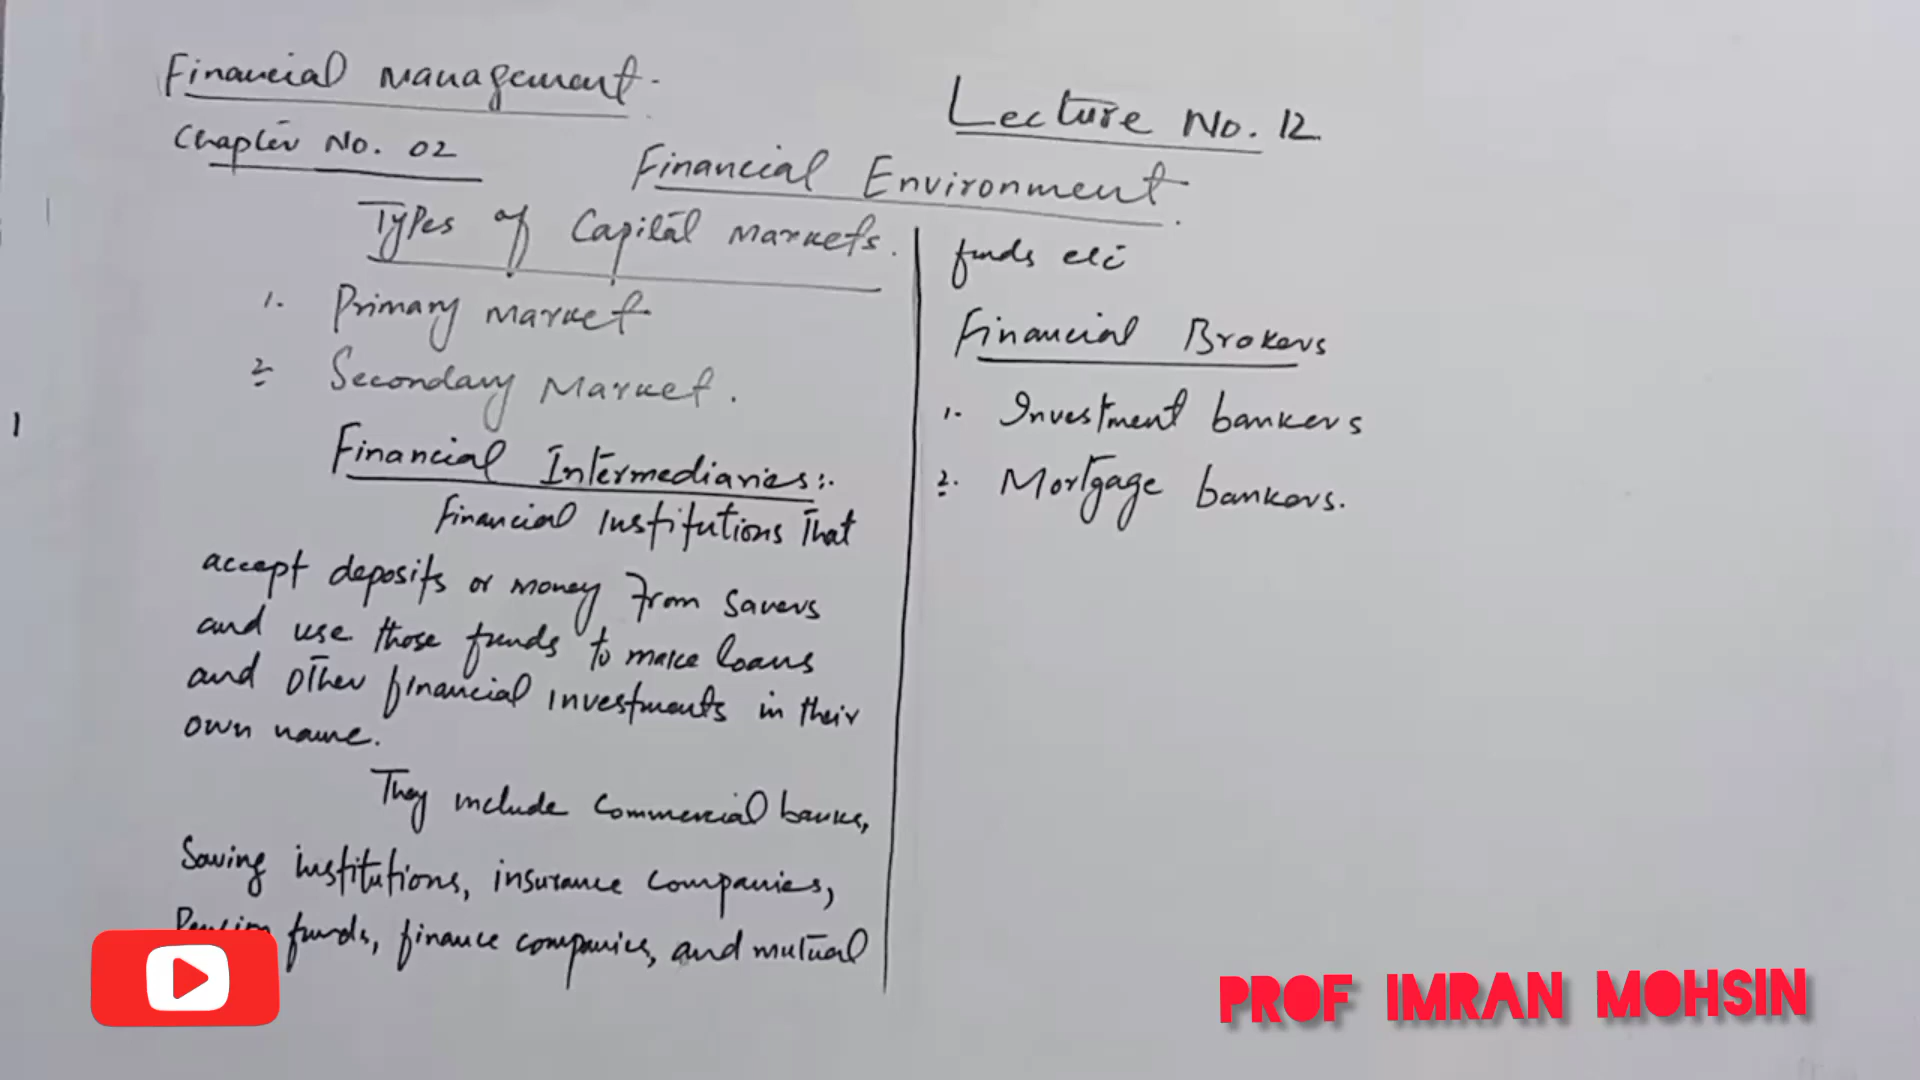 Financial Management.
Lecture No. 12
Chapter No. 02
Financial Environment.
Types of Capital Markets.
1. Primary Market
2. Secondary Market.
Financial Intermediaries:.
Financial Institutions That
accept deposits or money From Savers
and use those funds to make loans
and other financial investments in their
own name.
They include Commercial banks,
Saving institutions, insurance companies,
Pension funds, finance companies, and mutual
funds etc
Financial Brokers
1. Investment bankers
2. Mortgage bankers.
1
PROF IMRAN MOHSIN